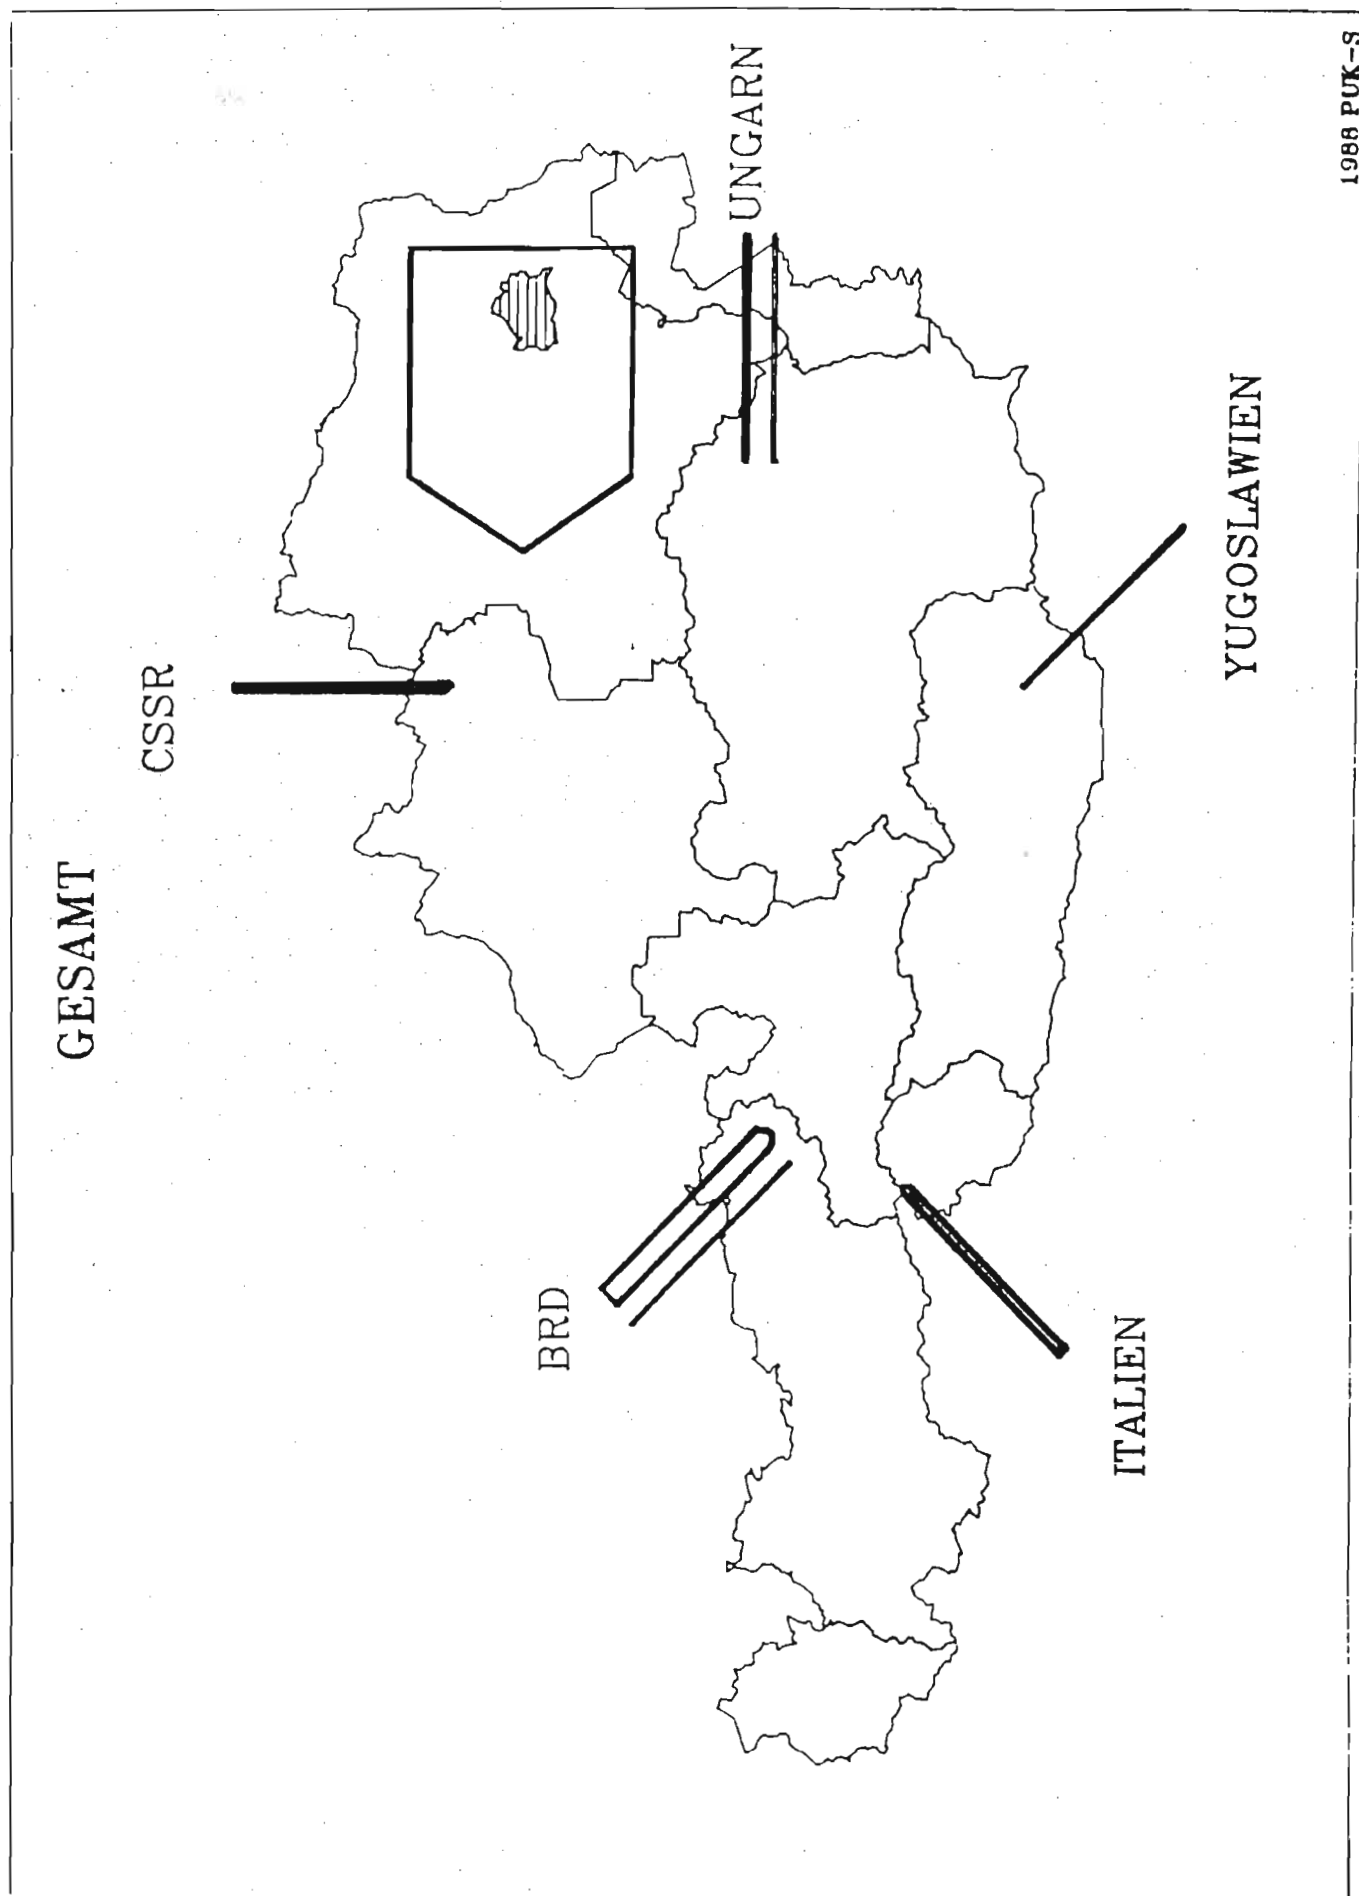 GESAMT
CSSR
UNGARN
BRD
ITALIEN
YUGOSLAWIEN
1988 PUK-S